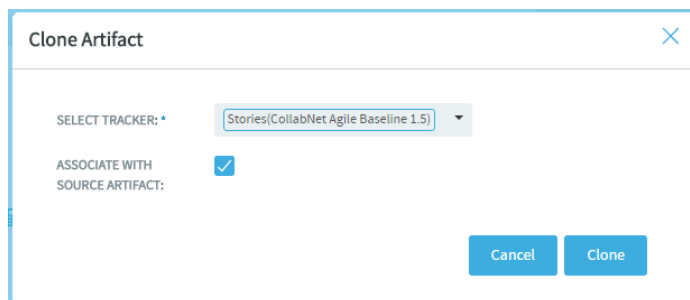 Clone Artifact
SELECT TRACKER: *
Stories(CollabNet Agile Baseline 1.5)
ASSOCIATE WITH
SOURCE ARTIFACT:
Cancel
Clone